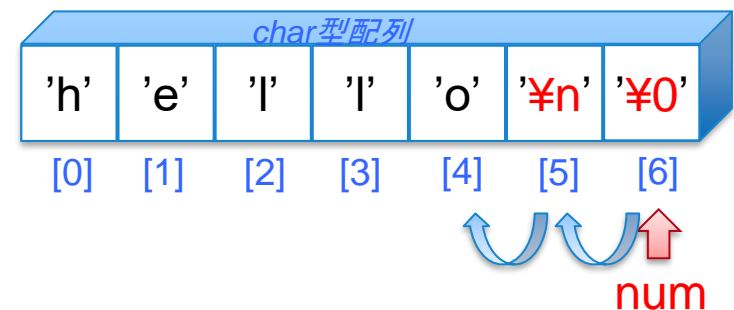 char型配列
’h’ ’e’ ’l’ ’l’ ’o’ ’¥n’ ’¥0’
[0] [1] [2] [3] [4] [5] [6]
num